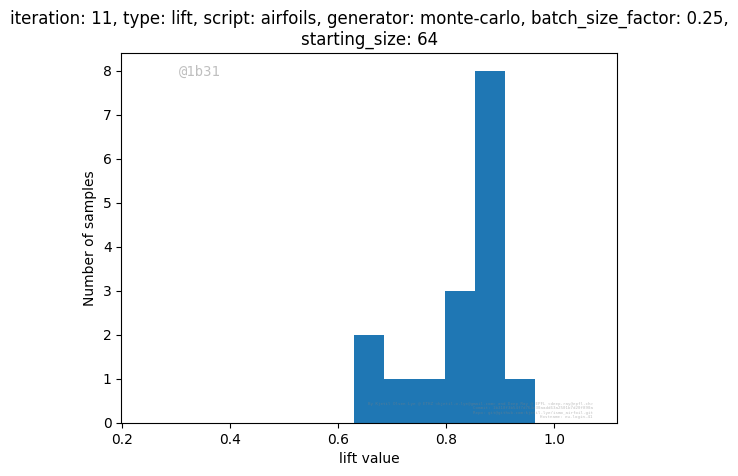 iteration: 11, type: lift, script: airfoils, generator: monte-carlo, batch_size_factor: 0.25,
starting_size: 64
@1b31
8
7
6
5
4
3
2
1
0
Number of samples
0.2 0.4 0.6 0.8 1.0
lift value